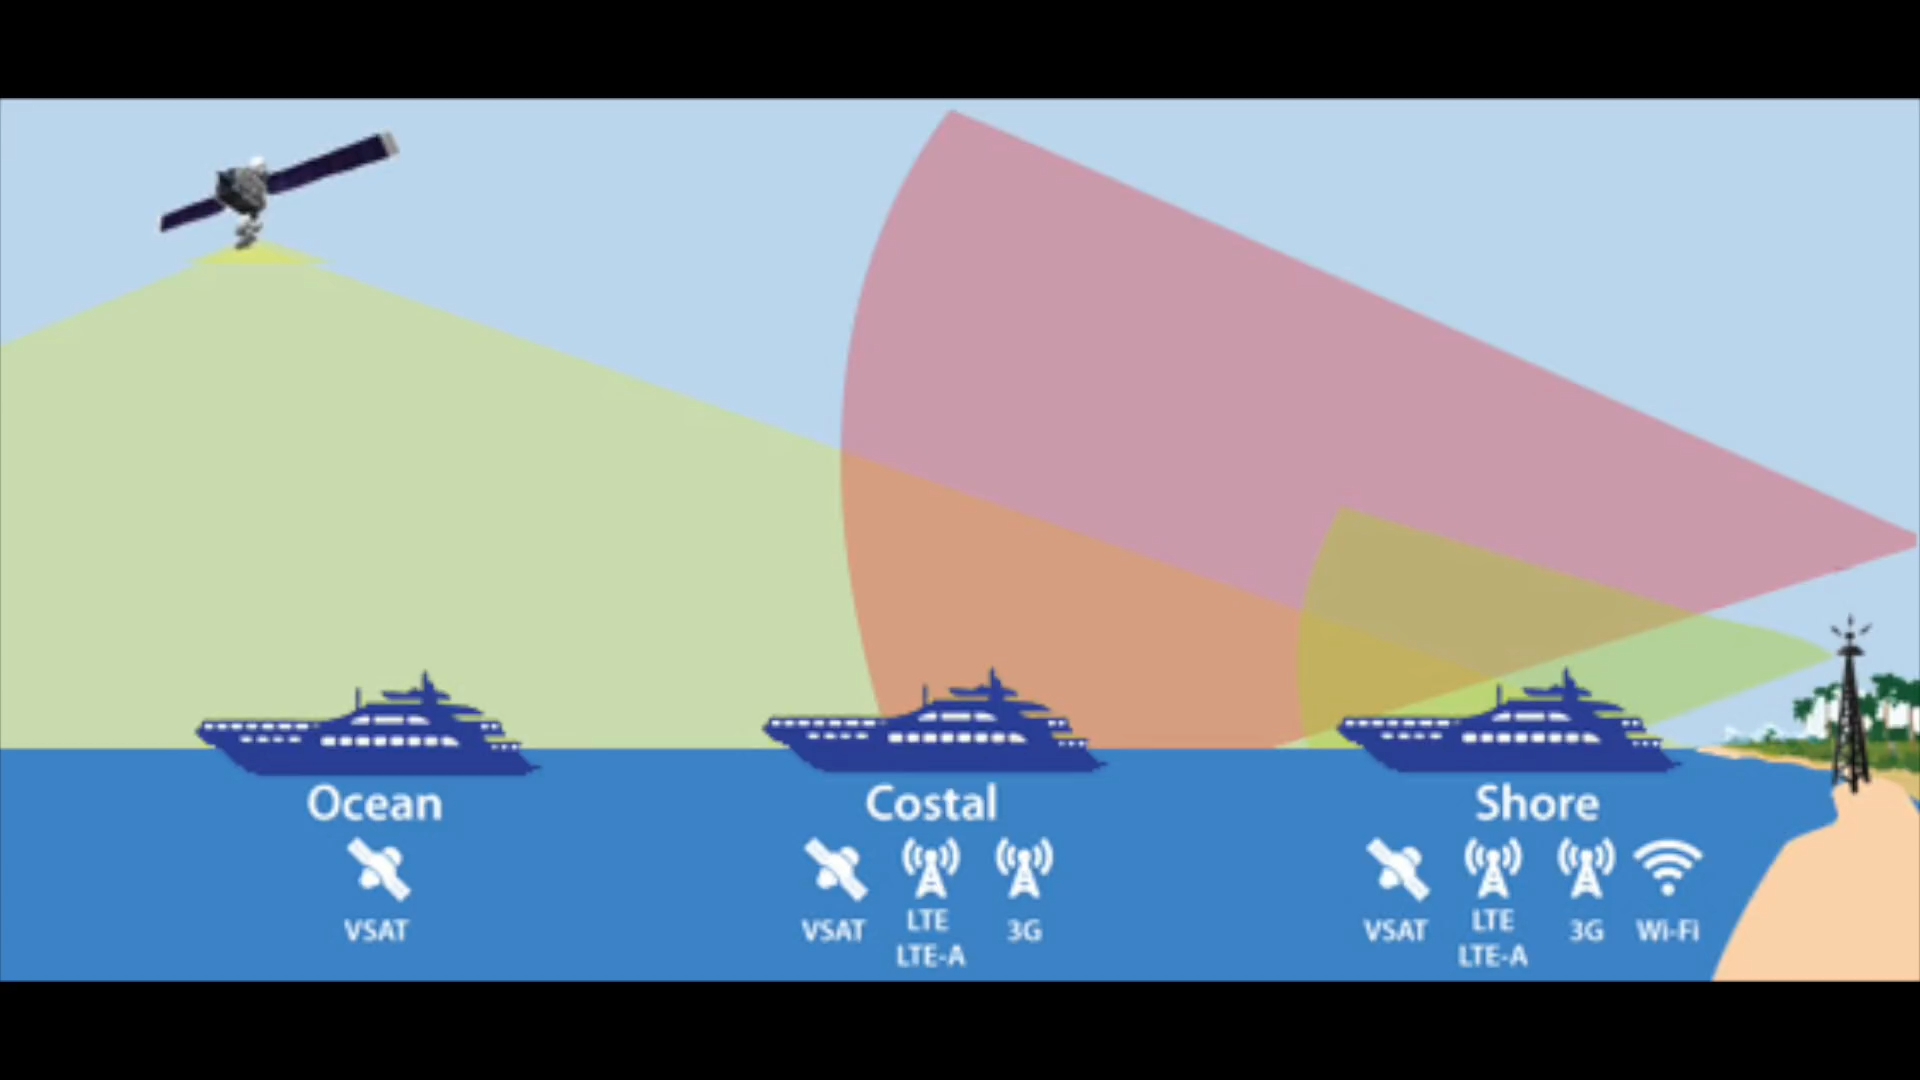 Ocean
Costal
Shore
VSAT
VSAT
LTE
LTE-A
3G
VSAT
LTE
LTE-A
3G
Wi-Fi